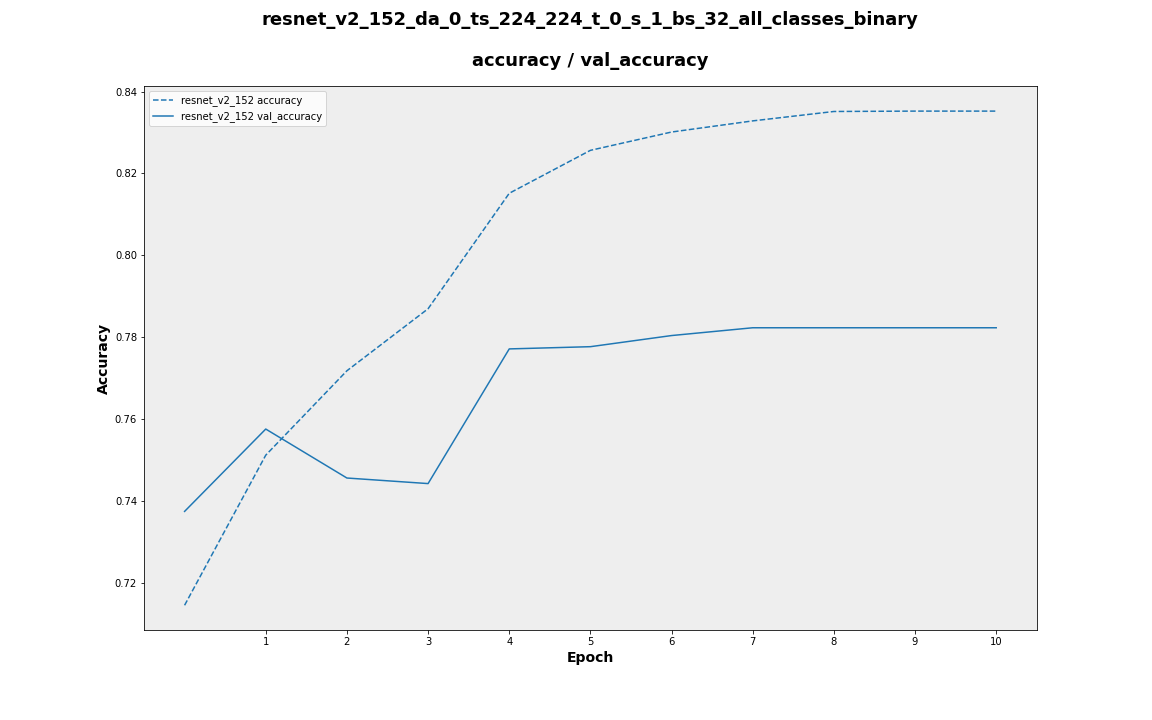 resnet_v2_152_da_0_ts_224_224_t_0_s_1_bs_32_all_classes_binary
accuracy / val_accuracy
resnet_v2_152 accuracy
resnet_v2_152 val_accuracy
0.84
0.82
0.80
0.78
0.76
0.74
0.72
Accuracy
1 2 3 4 5 6 7 8 9 10
Epoch